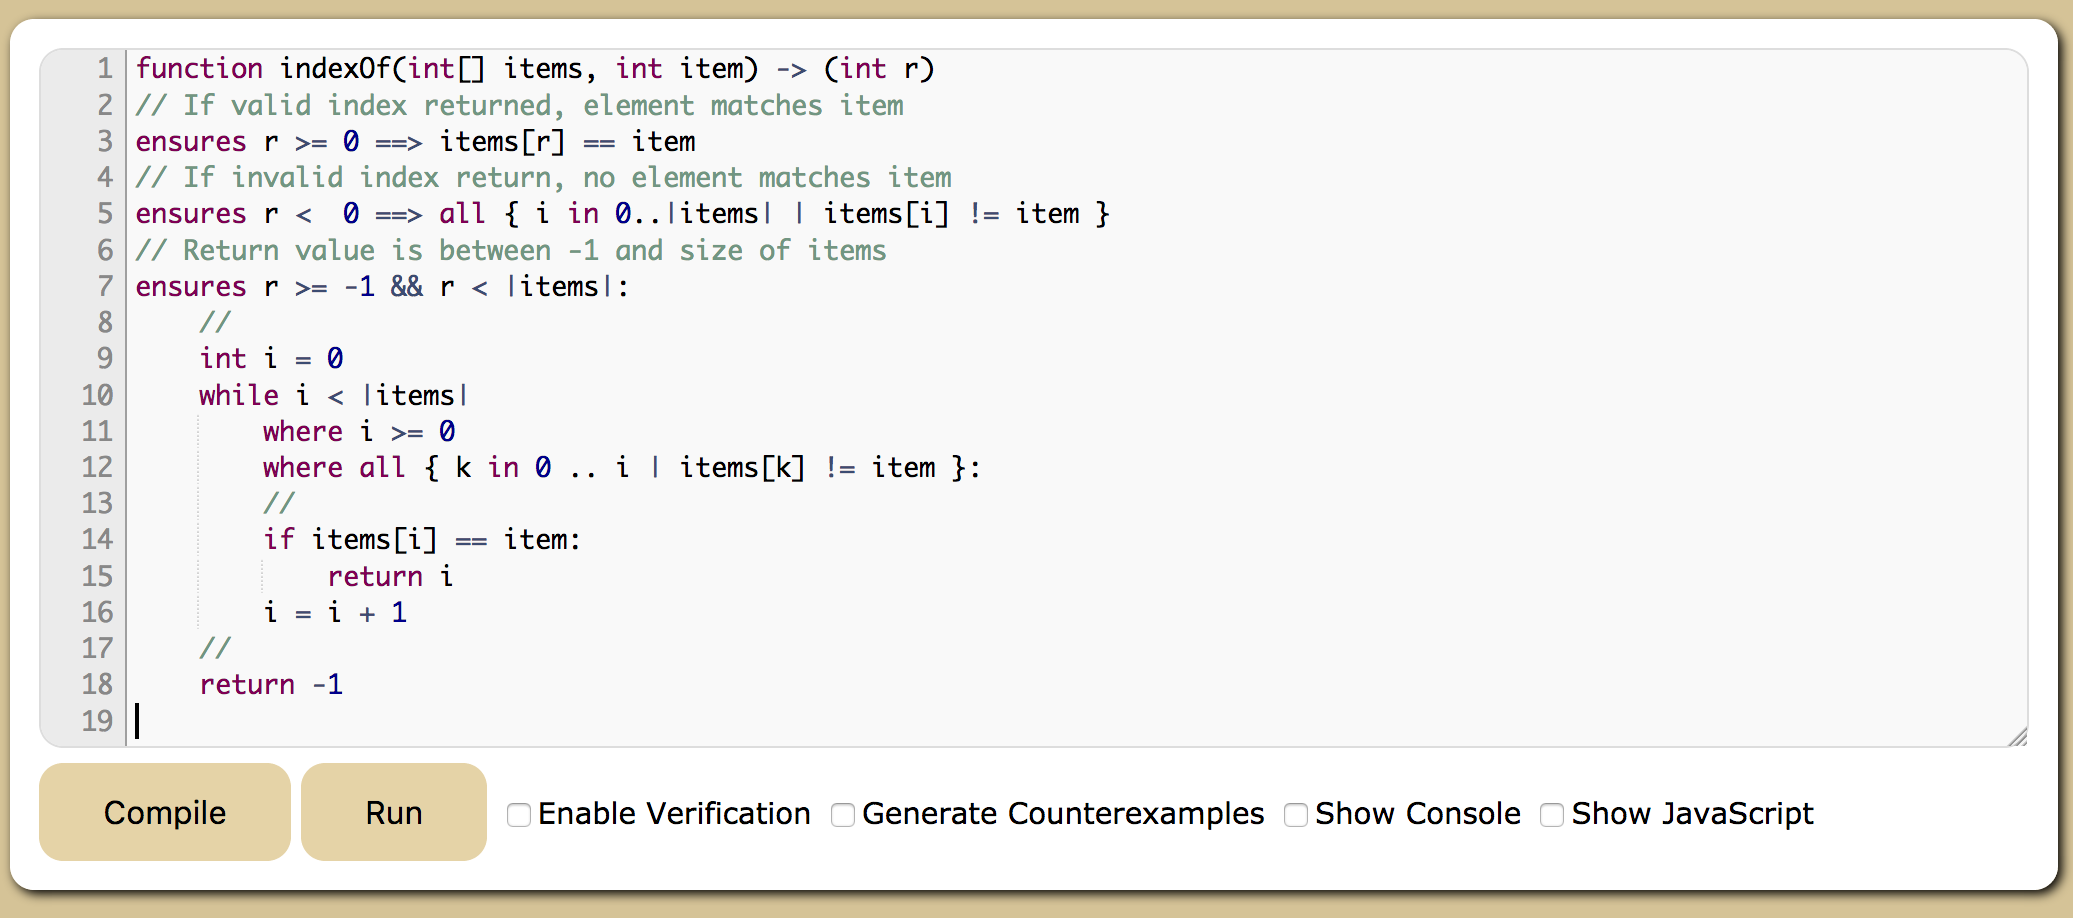 1 function indexOf(int[] items, int item) -> (int r)
2 // If valid index returned, element matches item
3 ensures r >= 0 ==> items[r] == item
4 // If invalid index return, no element matches item
5 ensures r <  0 ==> all { i in 0..|items| | items[i] != item }
6 // Return value is between -1 and size of items
7 ensures r >= -1 && r < |items|:
8     //
9     int i = 0
10     while i < |items|
11         where i >= 0
12         where all { k in 0 .. i | items[k] != item }:
13         //
14         if items[i] == item:
15             return i
16         i = i + 1
17     //
18     return -1
19
Compile Run Enable Verification Generate Counterexamples Show Console Show JavaScript